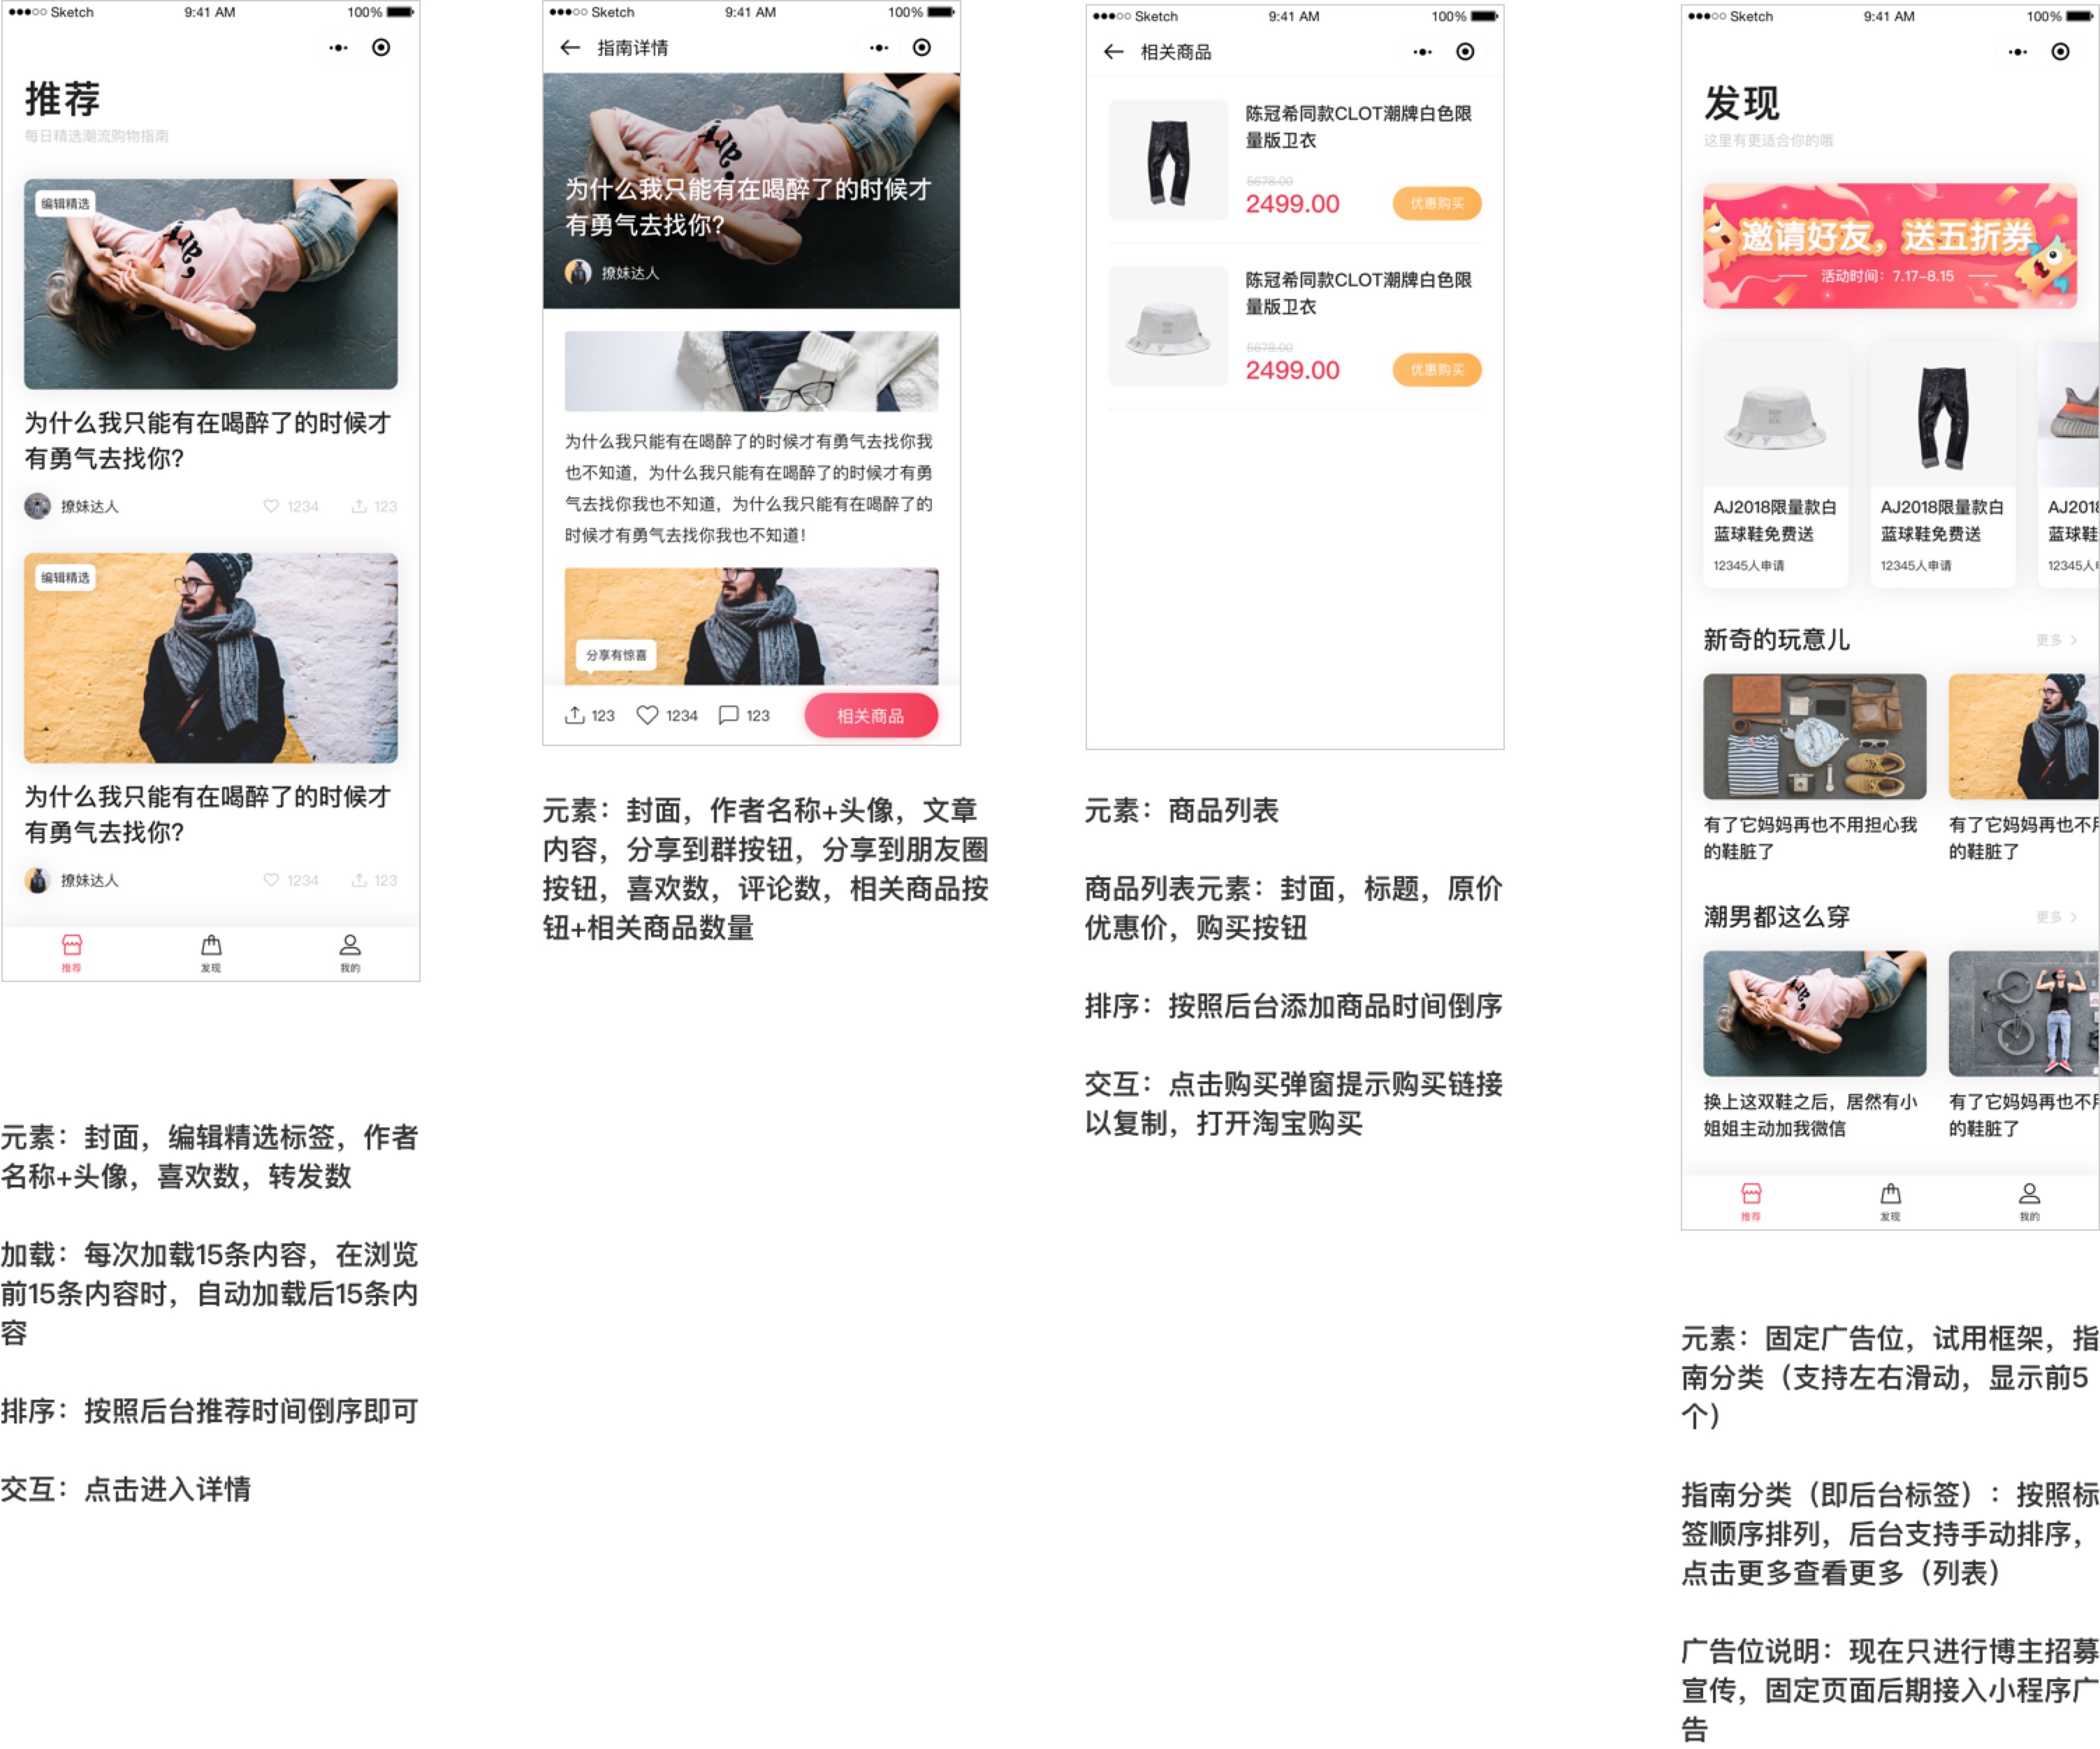 Sketch 9:41 AM 100%
推荐
每日精选潮流购物指南
编辑精选
为什么我只能有在喝醉了的时候才
有勇气去找你?
撩妹达人 1234 123
编辑精选
为什么我只能有在喝醉了的时候才
有勇气去找你?
撩妹达人 1234 123
推荐 发现 我的
元素：封面，编辑精选标签，作者
名称+头像，喜欢数，转发数
加载：每次加载15条内容，在浏览
前15条内容时，自动加载后15条内
容
排序：按照后台推荐时间倒序即可
交互：点击进入详情
Sketch 9:41 AM 100%
指南详情
为什么我只能有在喝醉了的时候才
有勇气去找你?
撩妹达人
为什么我只能有在喝醉了的时候才有勇气去找你我
也不知道，为什么我只能有在喝醉了的时候才有勇
气去找你我也不知道，为什么我只能有在喝醉了的
时候才有勇气去找你我也不知道！
分享有惊喜
123 1234 123 相关商品
元素：封面，作者名称+头像，文章
内容，分享到群按钮，分享到朋友圈
按钮，喜欢数，评论数，相关商品按
钮+相关商品数量
Sketch 9:41 AM 100%
相关商品
陈冠希同款CLOT潮牌白色限
量版卫衣
5678.00
2499.00 优惠购买
陈冠希同款CLOT潮牌白色限
量版卫衣
5678.00
2499.00 优惠购买
元素：商品列表
商品列表元素：封面，标题，原价
优惠价，购买按钮
排序：按照后台添加商品时间倒序
交互：点击购买弹窗提示购买链接
以复制，打开淘宝购买
Sketch 9:41 AM 100%
发现
这里有更适合你的哦
邀请好友，送五折券
活动时间：7.17-8.15
AJ2018限量款白 AJ2018限量款白 AJ2018
蓝球鞋免费送 蓝球鞋免费送 蓝球鞋
12345人申请 12345人申请 12345人
新奇的玩意儿 更多
有了它妈妈再也不用担心我 有了它妈妈再也不用
的鞋脏了 的鞋脏了
潮男都这么穿 更多
换上这双鞋之后，居然有小 有了它妈妈再也不用
姐姐主动加我微信 的鞋脏了
推荐 发现 我的
元素：固定广告位，试用框架，指
南分类（支持左右滑动，显示前5
个）
指南分类（即后台标签）：按照标
签顺序排列，后台支持手动排序，
点击更多查看更多（列表）
广告位说明：现在只进行博主招募
宣传，固定页面后期接入小程序广
告